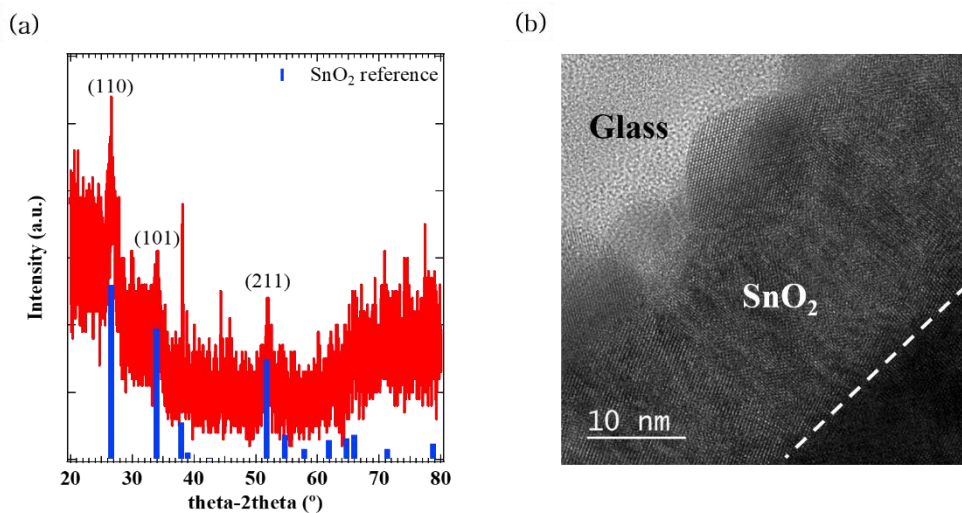 (a)
SnO₂ reference
(110)
(101)
(211)
Intensity (a.u.)
20 30 40 50 60 70 80
theta-2theta (º)
(b)
Glass
SnO₂
10 nm